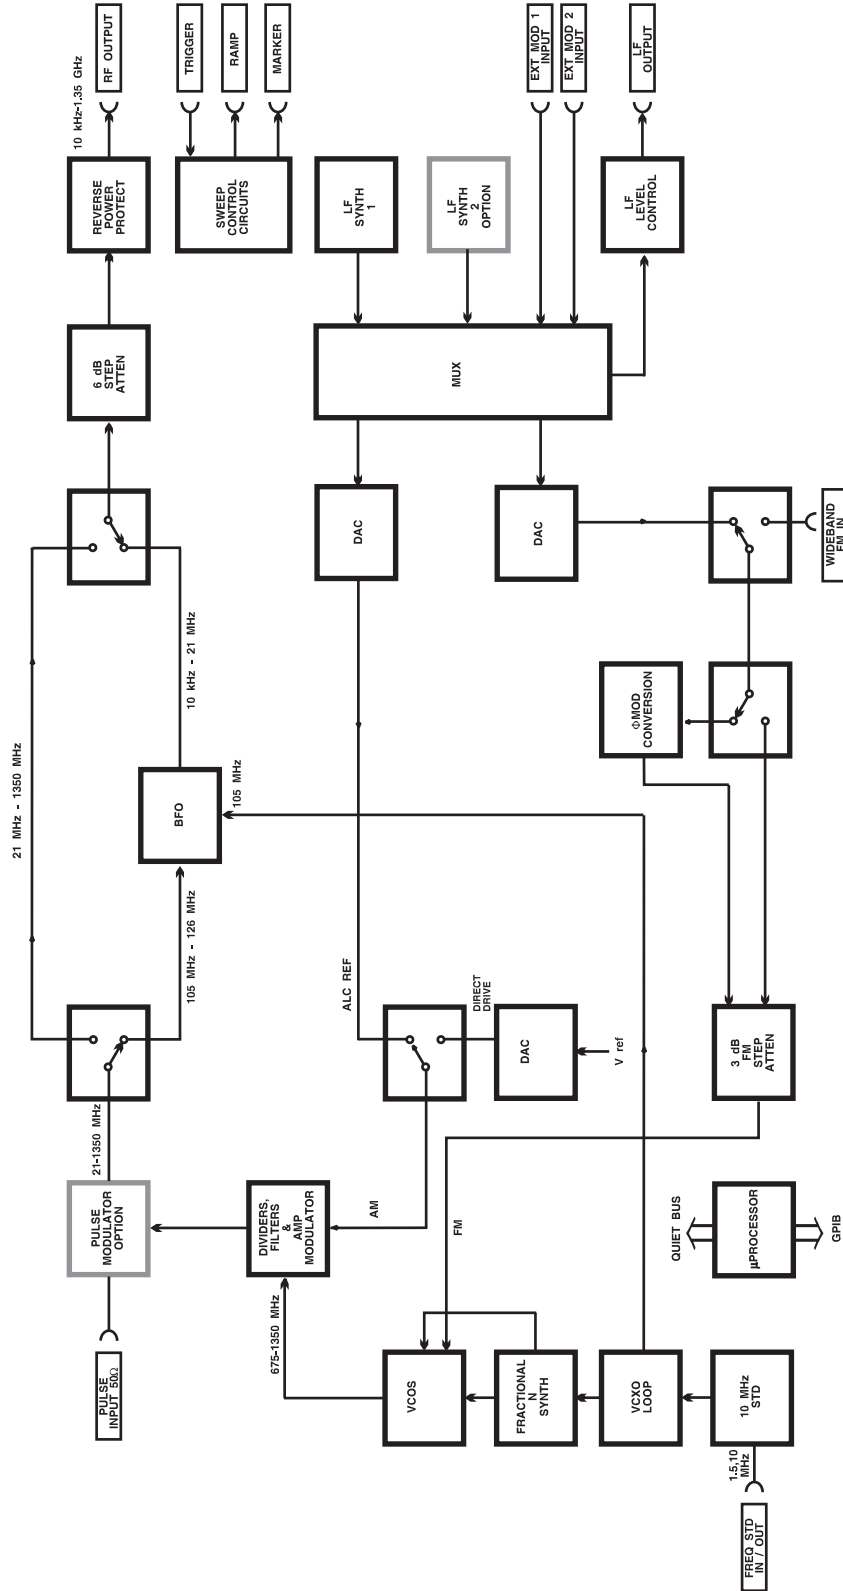 PULSE
INPUT 50Ω
PULSE
MODULATOR
OPTION
21-1350 MHz
21 MHz - 1350 MHz
105 MHz - 126 MHz
BFO
105 MHz
10 kHz - 21 MHz
6 dB
STEP
ATTEN
REVERSE
POWER
PROTECT
10 kHz-1.35 GHz
RF OUTPUT
TRIGGER
RAMP
MARKER
SWEEP
CONTROL
CIRCUITS
LF
SYNTH
1
LF
SYNTH
2
OPTION
EXT MOD 1
INPUT
EXT MOD 2
INPUT
LF
OUTPUT
LF
LEVEL
CONTROL
MUX
DAC
DAC
WIDEBAND
FM IN
ΦMOD
CONVERSION
ALC REF
DIRECT
DRIVE
DAC
V ref
3 dB
FM
STEP
ATTEN
DIVIDERS,
FILTERS
&
AMP
MODULATOR
AM
FM
675-1350 MHz
VCOS
FRACTIONAL
N
SYNTH
VCXO
LOOP
10 MHz
STD
1.5,10
MHz
FREQ STD
IN / OUT
QUIET BUS
µPROCESSOR
GPIB